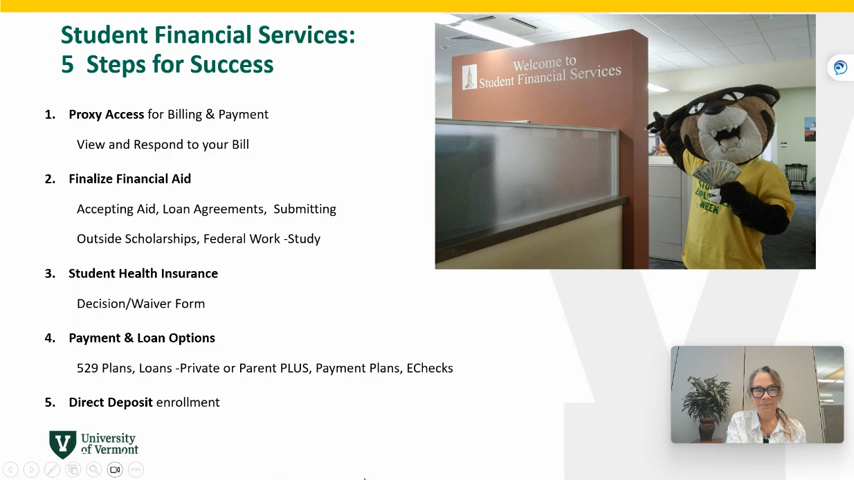 Student Financial Services:
5 Steps for Success
1. Proxy Access for Billing & Payment
View and Respond to your Bill
2. Finalize Financial Aid
Accepting Aid, Loan Agreements, Submitting
Outside Scholarships, Federal Work -Study
3. Student Health Insurance
Decision/Waiver Form
4. Payment & Loan Options
529 Plans, Loans -Private or Parent PLUS, Payment Plans, EChecks
5. Direct Deposit enrollment
University
of Vermont
Welcome to
Student Financial Services
WEEK